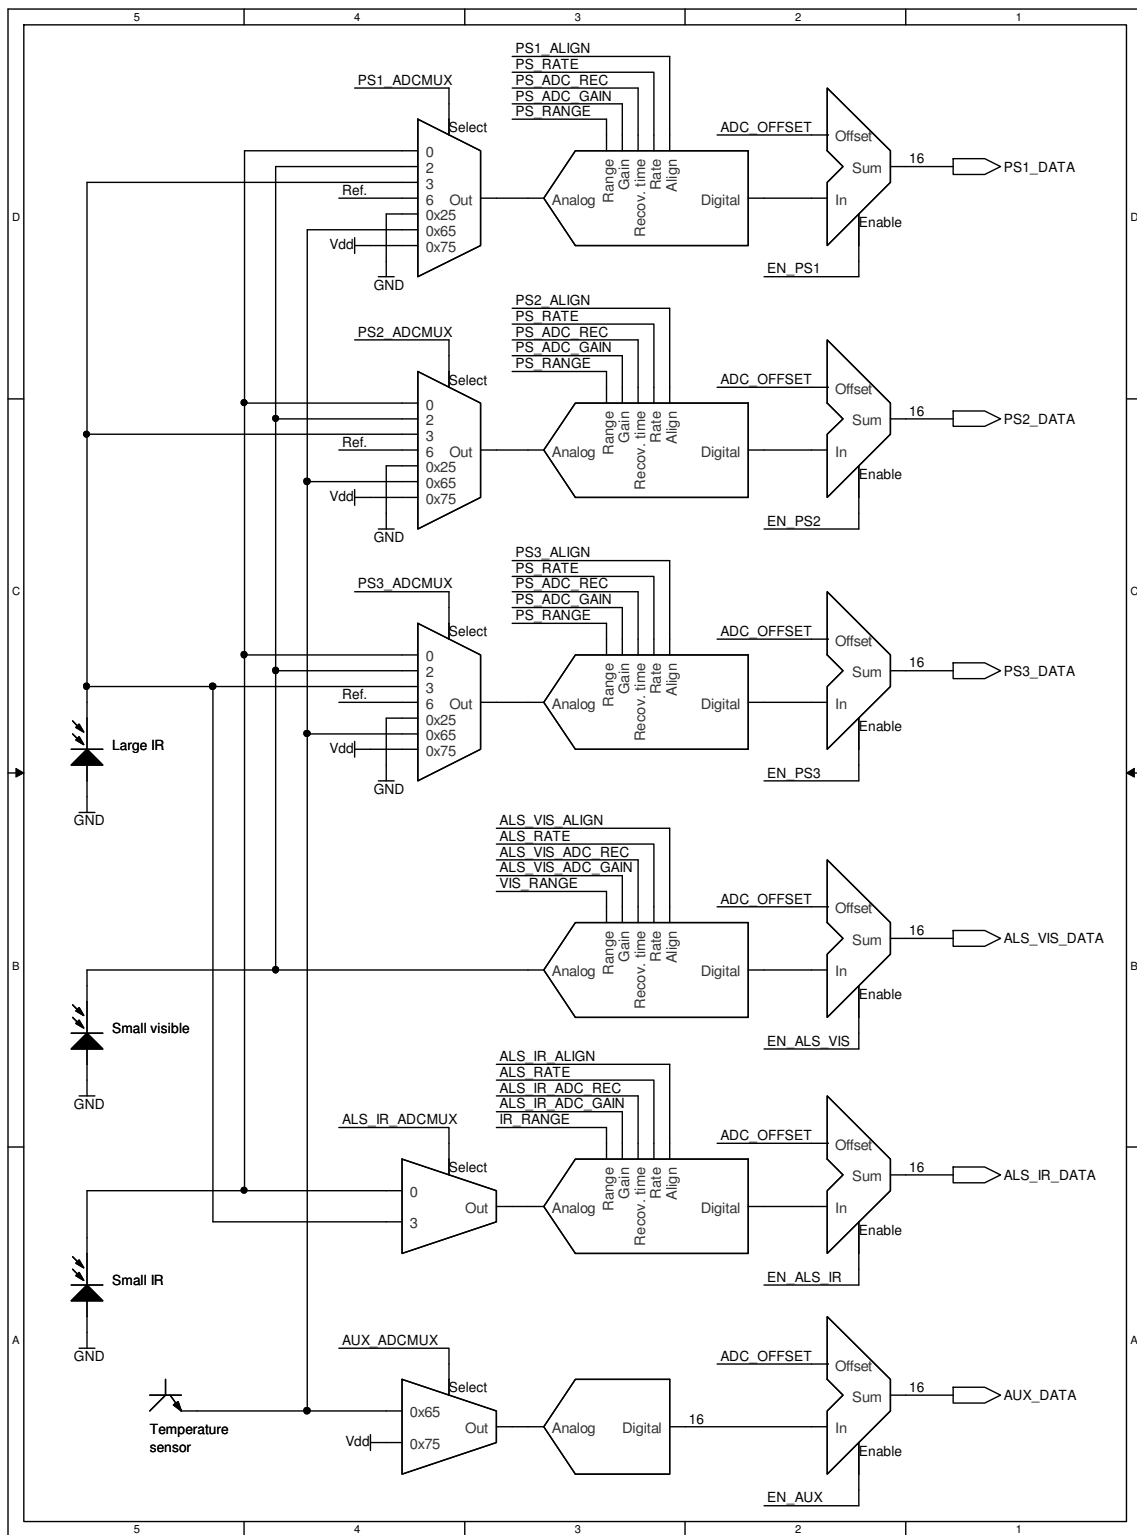 5 4 3 2 1
PS1_ALIGN
PS_RATE
PS_ADC_REC
PS_ADC_GAIN
PS_RANGE
PS1_ADCMUX
Select
0
2
3
Ref.
6
Out
0x25
0x65
Vdd
0x75
GND
Analog
Range
Gain
Recov. time
Rate
Align
Digital
ADC_OFFSET
Offset
Sum
In
Enable
EN_PS1
16
PS1_DATA
D
D
PS2_ALIGN
PS_RATE
PS_ADC_REC
PS_ADC_GAIN
PS_RANGE
PS2_ADCMUX
Select
0
2
3
Ref.
6
Out
0x25
0x65
Vdd
0x75
GND
Analog
Range
Gain
Recov. time
Rate
Align
Digital
ADC_OFFSET
Offset
Sum
In
Enable
EN_PS2
16
PS2_DATA
PS3_ALIGN
PS_RATE
PS_ADC_REC
PS_ADC_GAIN
PS_RANGE
C
C
PS3_ADCMUX
Select
0
2
3
Ref.
6
Out
0x25
0x65
Vdd
0x75
GND
Analog
Range
Gain
Recov. time
Rate
Align
Digital
ADC_OFFSET
Offset
Sum
In
Enable
EN_PS3
16
PS3_DATA
Large IR
GND
ALS_VIS_ALIGN
ALS_RATE
ALS_VIS_ADC_REC
ALS_VIS_ADC_GAIN
VIS_RANGE
Analog
Range
Gain
Recov. time
Rate
Align
Digital
ADC_OFFSET
Offset
Sum
In
Enable
EN_ALS_VIS
16
ALS_VIS_DATA
B
B
Small visible
GND
ALS_IR_ALIGN
ALS_RATE
ALS_IR_ADC_REC
ALS_IR_ADC_GAIN
IR_RANGE
ALS_IR_ADCMUX
Select
0
3
Out
Analog
Range
Gain
Recov. time
Rate
Align
Digital
ADC_OFFSET
Offset
Sum
In
Enable
EN_ALS_IR
16
ALS_IR_DATA
Small IR
GND
A
A
AUX_ADCMUX
Select
0x65
Out
Vdd
0x75
Temperature
sensor
Analog
Digital
16
ADC_OFFSET
Offset
Sum
In
Enable
EN_AUX
16
AUX_DATA
5 4 3 2 1